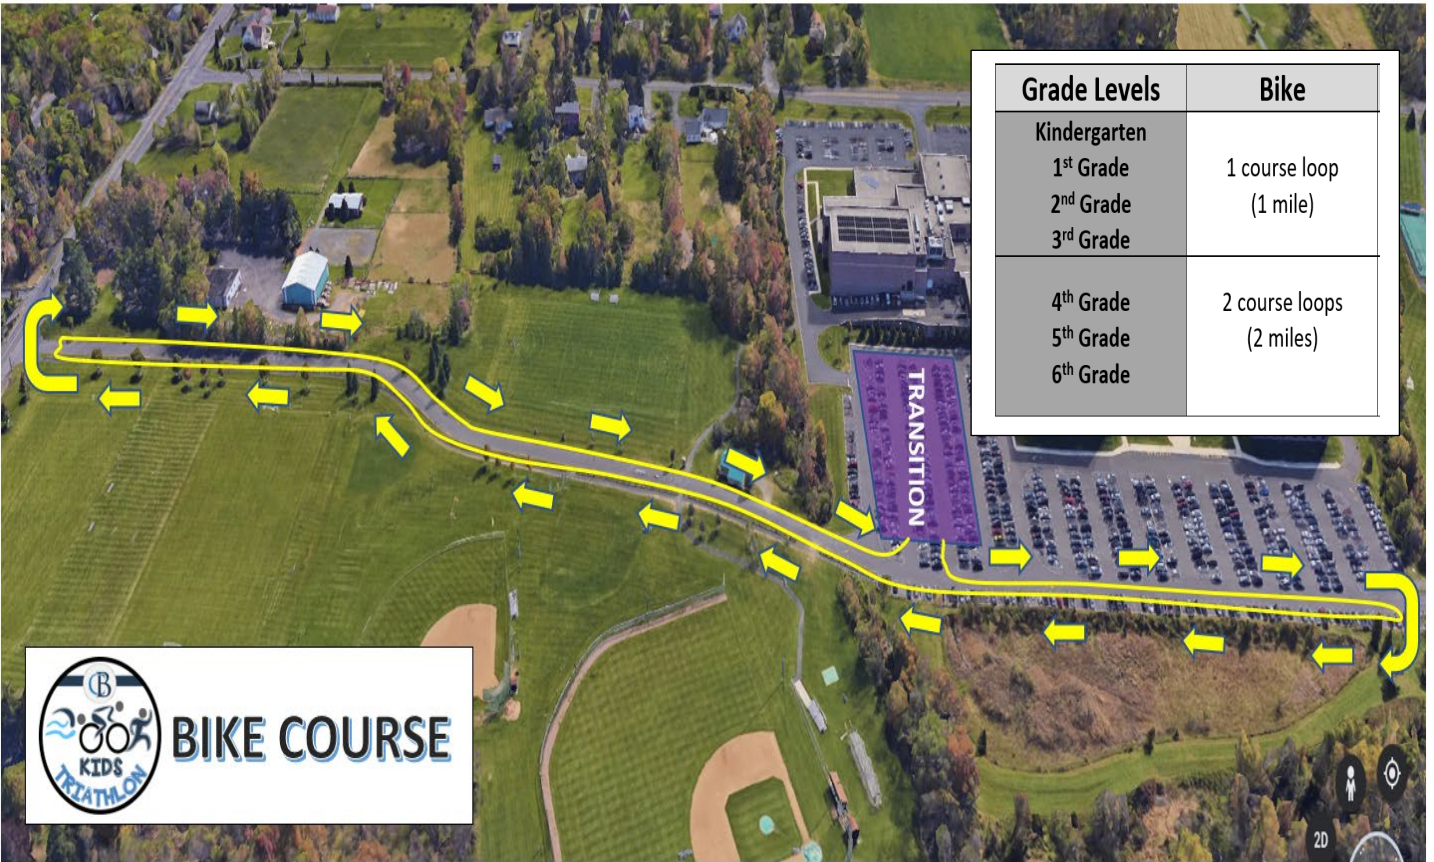 Grade Levels Bike
Kindergarten
1st Grade
2nd Grade
3rd Grade
1 course loop
(1 mile)
4th Grade
5th Grade
6th Grade
2 course loops
(2 miles)
TRANSITION
CB
KIDS
TRIATHLON
BIKE COURSE
2D